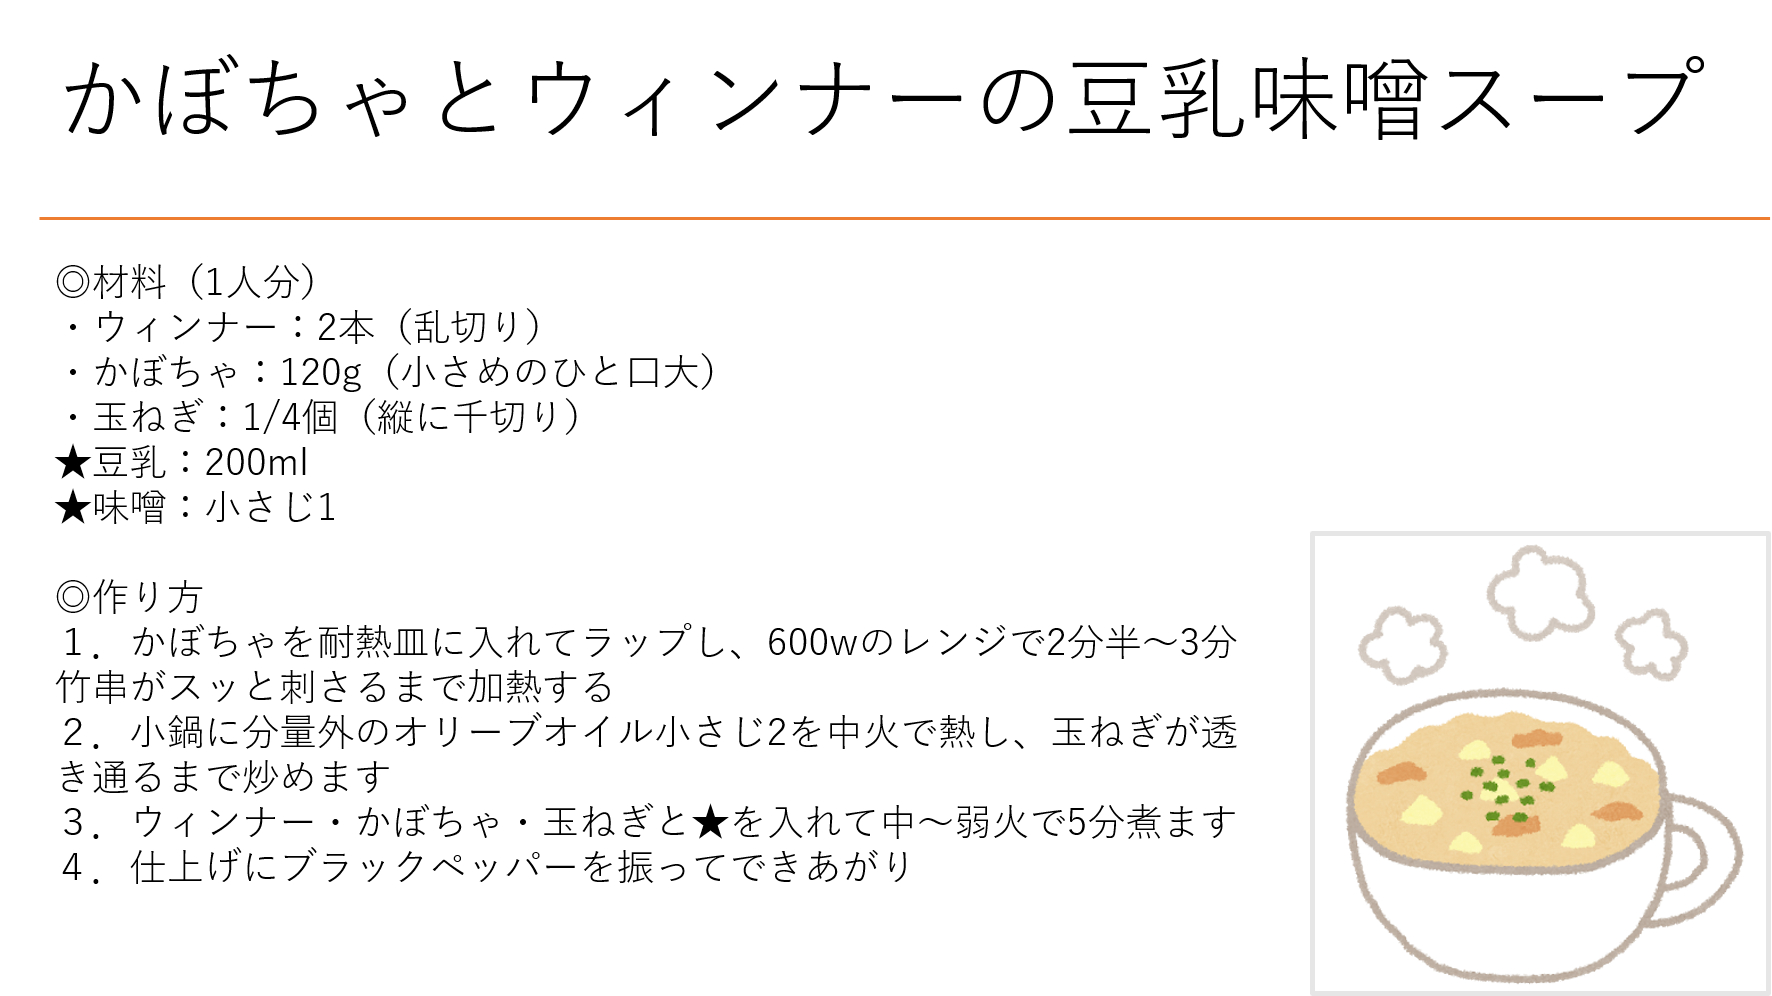 かぼちゃとウィンナーの豆乳味噌スープ
◎材料（1人分）
・ウィンナー：2本（乱切り）
・かぼちゃ：120g（小さめのひと口大）
・玉ねぎ：1/4個（縦に千切り）
★豆乳：200ml
★味噌：小さじ1
◎作り方
１．かぼちゃを耐熱皿に入れてラップし、600wのレンジで2分半～3分
竹串がスッと刺さるまで加熱する
２．小鍋に分量外のオリーブオイル小さじ2を中火で熱し、玉ねぎが透
き通るまで炒めます
３．ウィンナー・かぼちゃ・玉ねぎと★を入れて中～弱火で5分煮ます
４．仕上げにブラックペッパーを振ってできあがり